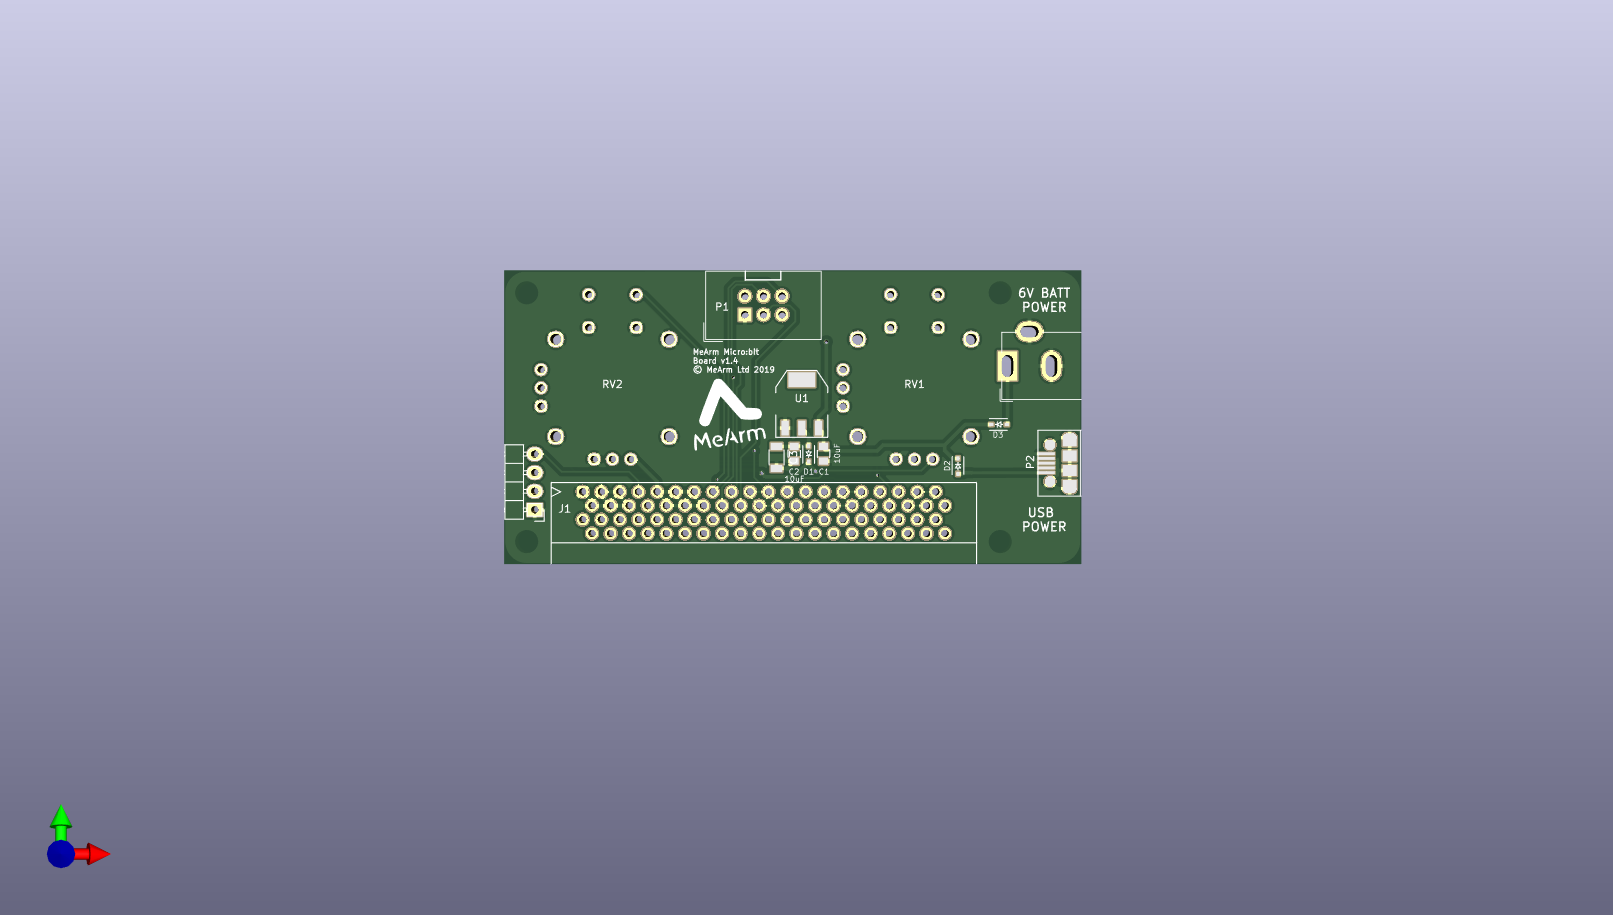 6V BATT
POWER
P1
MeArm Micro:bit
Board v1.4
© MeArm Ltd 2019
RV2
RV1
U1
MeArm
D3
10uF
P2
D2
C2
D1
C1
10uF
J1
USB
POWER